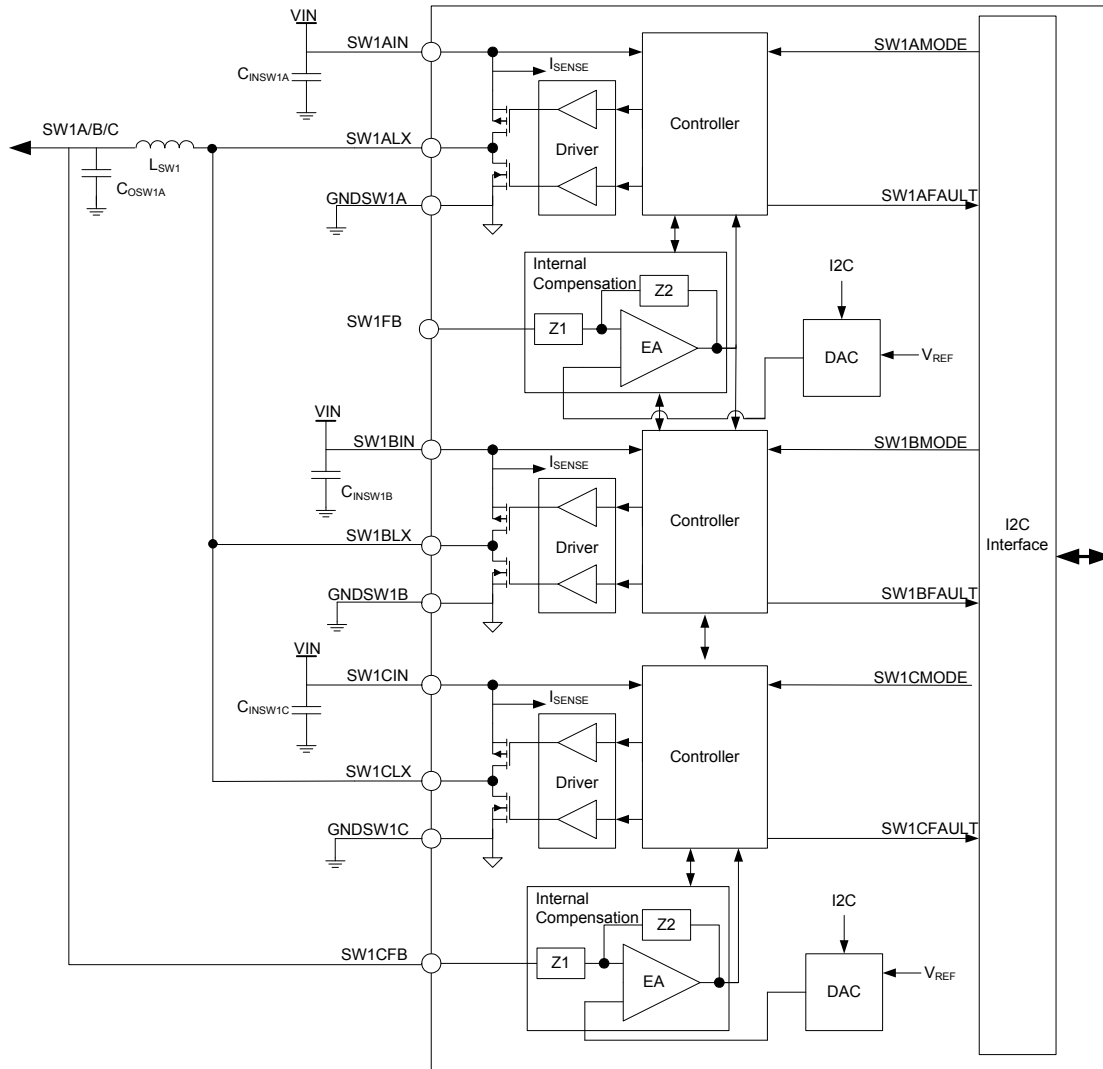 VIN
SW1AIN
SW1AMODE
CINSW1A
ISENSE
Controller
SW1A/B/C
SW1ALX
Driver
LSW1
COSW1A
GNDSW1A
SW1AFAULT
Internal
Compensation
I2C
Z2
SW1FB
Z1
EA
DAC
VREF
VIN
SW1BIN
SW1BMODE
ISENSE
CINSW1B
Controller
I2C
Interface
SW1BLX
Driver
GNDSW1B
SW1BFAULT
VIN
SW1CIN
SW1CMODE
CINSW1C
ISENSE
Controller
SW1CLX
Driver
GNDSW1C
SW1CFAULT
Internal
Compensation
I2C
Z2
SW1CFB
Z1
EA
DAC
VREF